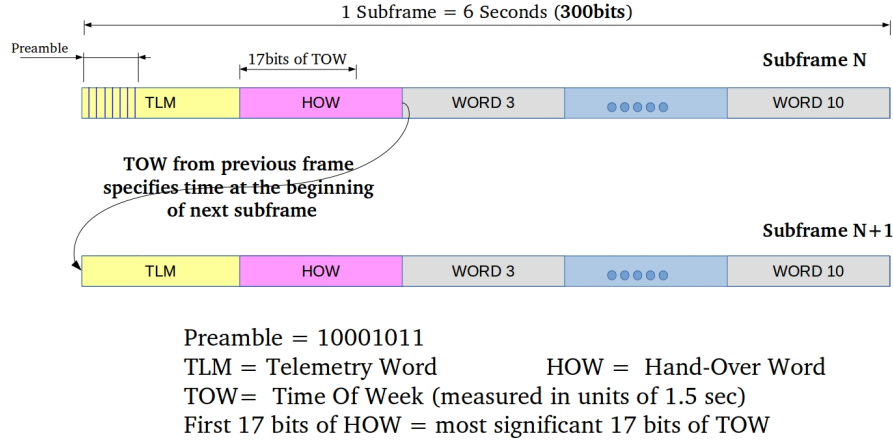 1 Subframe = 6 Seconds (300bits)
Preamble
17bits of TOW
Subframe N
TLM
HOW
WORD 3
WORD 10
TOW from previous frame
specifies time at the beginning
of next subframe
Subframe N+1
TLM
HOW
WORD 3
WORD 10
Preamble = 10001011
TLM = Telemetry Word HOW = Hand-Over Word
TOW= Time Of Week (measured in units of 1.5 sec)
First 17 bits of HOW = most significant 17 bits of TOW